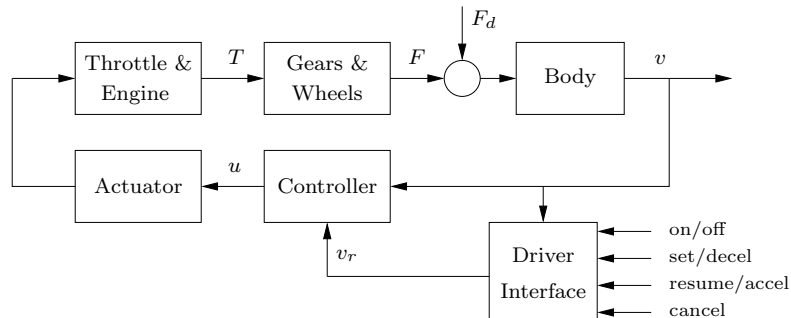 F_d
Throttle &
Engine
T
Gears &
Wheels
F
Body
v
Actuator
u
Controller
v_r
Driver
Interface
on/off
set/decel
resume/accel
cancel